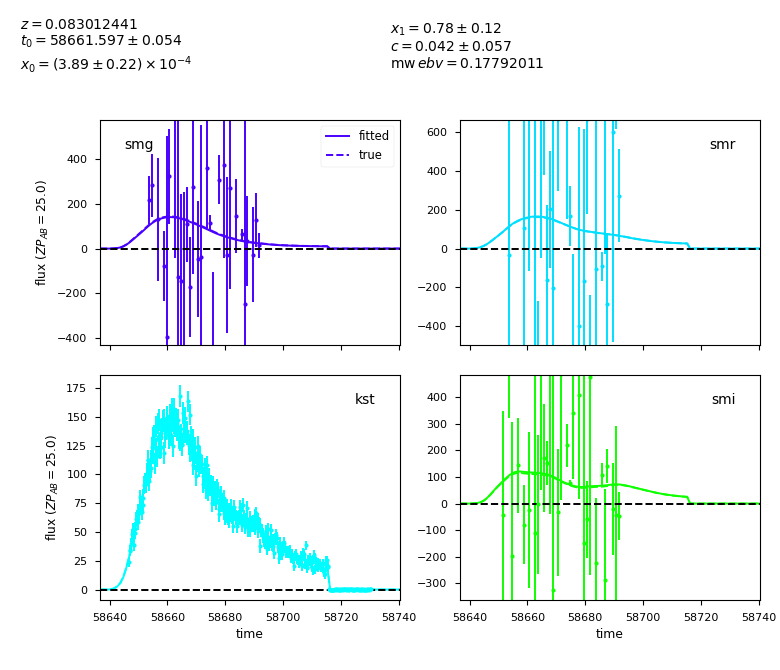 z = 0.083012441
t₀ = 58661.597 ± 0.054
x₀ = (3.89 ± 0.22) × 10⁻⁴
x₁ = 0.78 ± 0.12
c = 0.042 ± 0.057
mw ebv = 0.17792011
smg
fitted
true
400
200
0
−200
−400
flux (ZP_AB = 25.0)
smr
600
400
200
0
−200
−400
kst
175
150
125
100
75
50
25
0
flux (ZP_AB = 25.0)
58640 58660 58680 58700 58720 58740
time
smi
400
300
200
100
0
−100
−200
−300
58640 58660 58680 58700 58720 58740
time